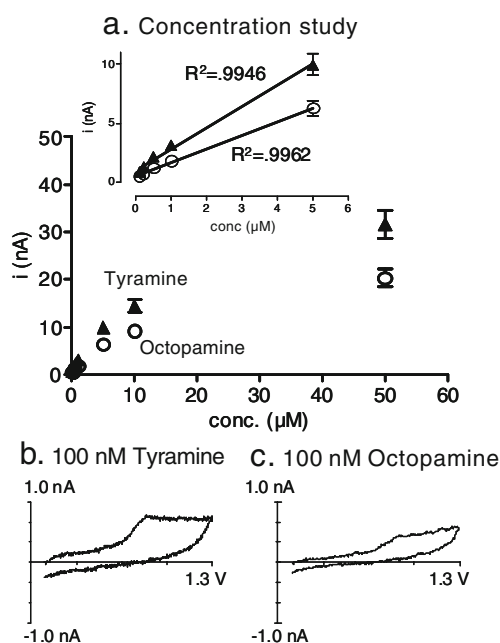 a. Concentration study
R²=.9946
R²=.9962
i (nA)
10
5
0
0 1 2 3 4 5 6
conc (µM)
i (nA)
50
40
30
20
10
0
Tyramine
Octopamine
0 10 20 30 40 50 60
conc. (µM)
b. 100 nM Tyramine
1.0 nA
1.3 V
-1.0 nA
c. 100 nM Octopamine
1.0 nA
1.3 V
-1.0 nA